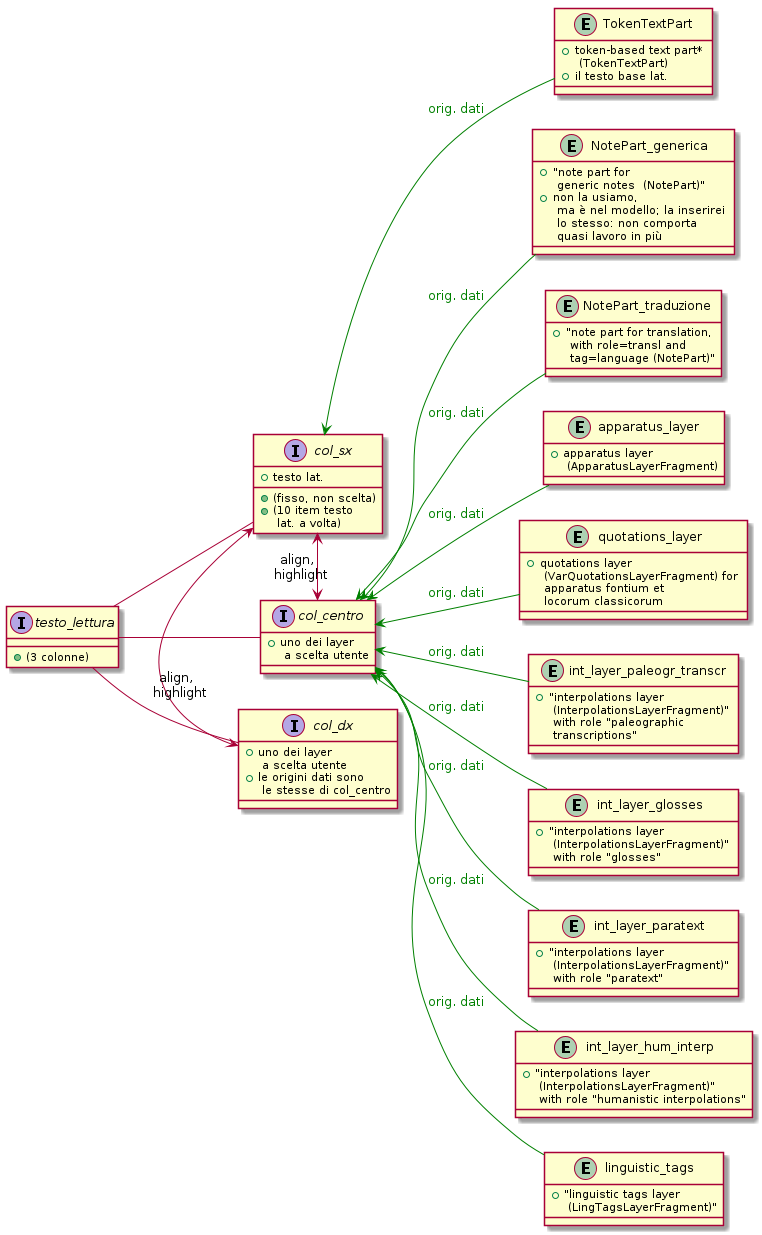 E TokenTextPart
token-based text part*
(TokenTextPart)
il testo base lat.
orig. dati
E NotePart_generica
"note part for
generic notes (NotePart)"
non la usiamo,
ma è nel modello; la inserirei
lo stesso: non comporta
quasi lavoro in più
orig. dati
E NotePart_traduzione
"note part for translation,
with role=transl and
tag=language (NotePart)"
orig. dati
E apparatus_layer
apparatus layer
(ApparatusLayerFragment)
orig. dati
E quotations_layer
quotations layer
(VarQuotationsLayerFragment) for
apparatus fontium et
locorum classicorum
orig. dati
I col_sx
testo lat.
(fisso, non scelta)
(10 item testo
lat. a volta)
align,
highlight
I testo_lettura
(3 colonne)
I col_centro
uno dei layer
a scelta utente
align,
highlight
I col_dx
uno dei layer
a scelta utente
le origini dati sono
le stesse di col_centro
orig. dati
E int_layer_paleogr_transcr
"interpolations layer
(InterpolationsLayerFragment)"
with role "paleographic
transcriptions"
orig. dati
E int_layer_glosses
"interpolations layer
(InterpolationsLayerFragment)"
with role "glosses"
orig. dati
E int_layer_paratext
"interpolations layer
(InterpolationsLayerFragment)"
with role "paratext"
orig. dati
E int_layer_hum_interp
"interpolations layer
(InterpolationsLayerFragment)"
with role "humanistic interpolations"
orig. dati
E linguistic_tags
"linguistic tags layer
(LingTagsLayerFragment)"